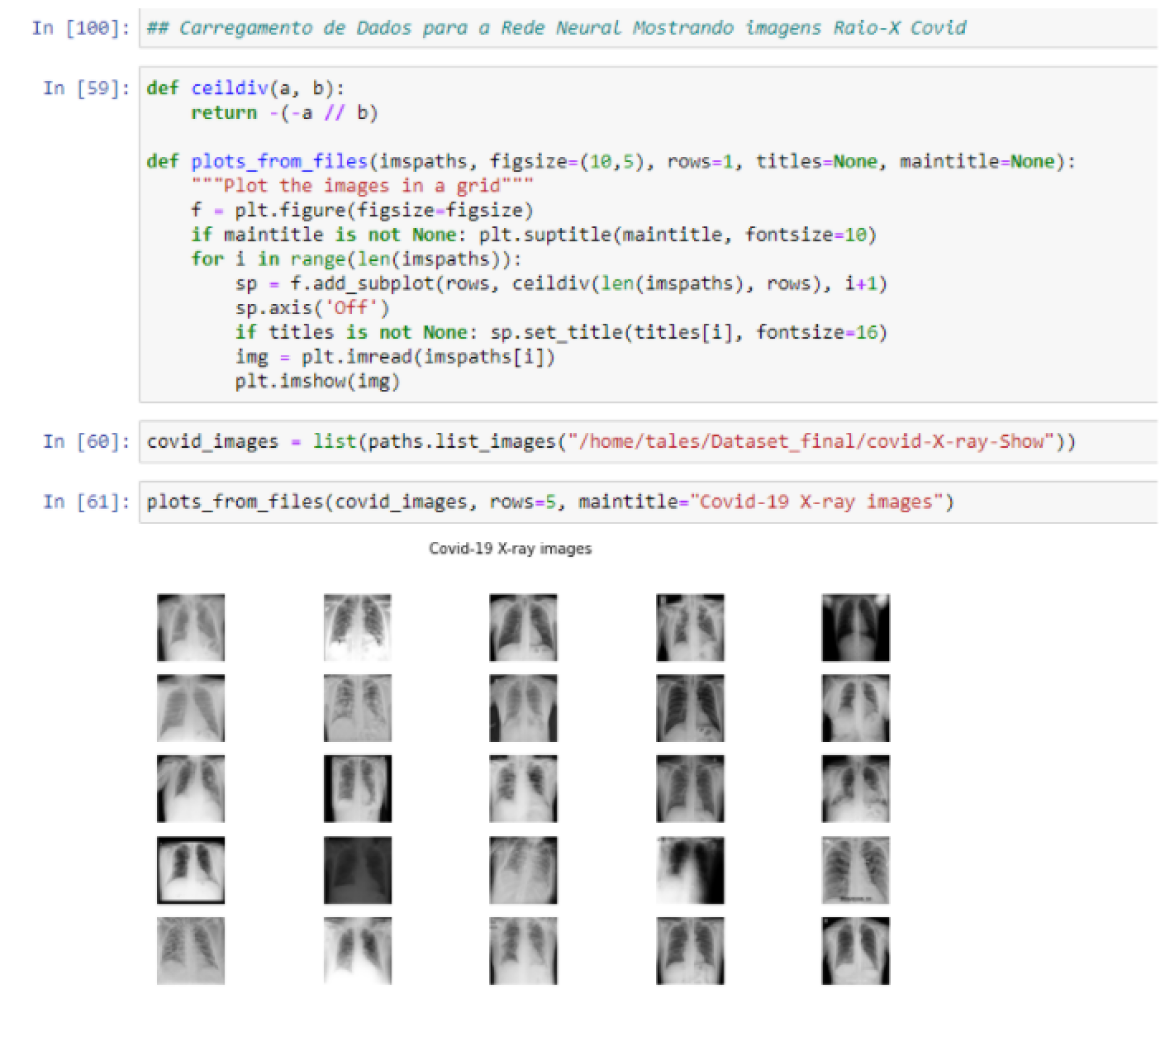 In [100]: ## Carregamento de Dados para a Rede Neural Mostrando imagens Raio-X Covid
In [59]: def ceildiv(a, b):
    return -(-a // b)
def plots_from_files(imspaths, figsize=(10,5), rows=1, titles=None, maintitle=None):
    """Plot the images in a grid"""
    f = plt.figure(figsize=figsize)
    if maintitle is not None: plt.suptitle(maintitle, fontsize=10)
    for i in range(len(imspaths)):
        sp = f.add_subplot(rows, ceildiv(len(imspaths), rows), i+1)
        sp.axis('Off')
        if titles is not None: sp.set_title(titles[i], fontsize=16)
        img = plt.imread(imspaths[i])
        plt.imshow(img)
In [60]: covid_images = list(paths.list_images("/home/tales/Dataset_final/covid-X-ray-Show"))
In [61]: plots_from_files(covid_images, rows=5, maintitle="Covid-19 X-ray images")
Covid-19 X-ray images